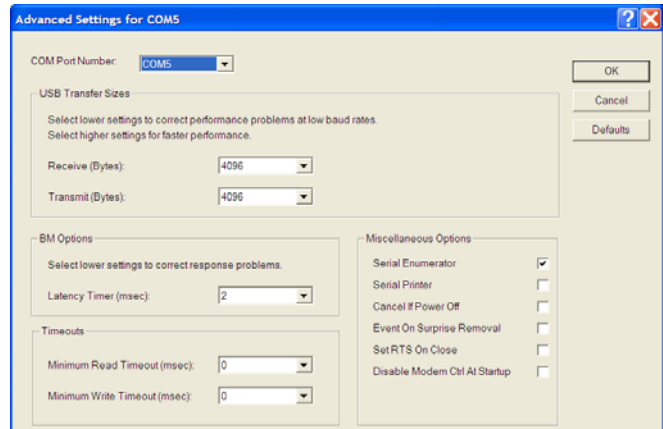 Advanced Settings for COM5
COM Port Number: COM5
OK
Cancel
Defaults
USB Transfer Sizes
Select lower settings to correct performance problems at low baud rates.
Select higher settings for faster performance.
Receive (Bytes): 4096
Transmit (Bytes): 4096
BM Options
Select lower settings to correct response problems.
Latency Timer (msec): 2
Timeouts
Minimum Read Timeout (msec): 0
Minimum Write Timeout (msec): 0
Miscellaneous Options
Serial Enumerator
Serial Printer
Cancel If Power Off
Event On Surprise Removal
Set RTS On Close
Disable Modem Ctrl At Startup